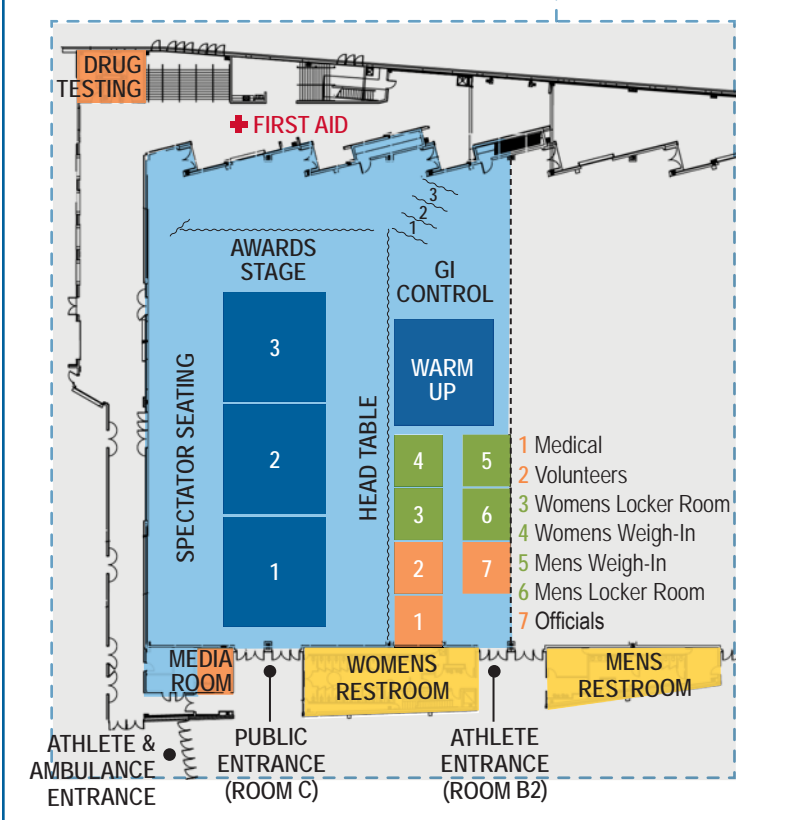 DRUG
TESTING
FIRST AID
3
2
1
AWARDS
STAGE
GI
CONTROL
3
2
1
SPECTATOR SEATING
HEAD TABLE
WARM
UP
4
5
3
6
2
7
1
1 Medical
2 Volunteers
3 Womens Locker Room
4 Womens Weigh-In
5 Mens Weigh-In
6 Mens Locker Room
7 Officials
MEDIA
ROOM
WOMENS
RESTROOM
MENS
RESTROOM
ATHLETE &
AMBULANCE
ENTRANCE
PUBLIC
ENTRANCE
(ROOM C)
ATHLETE
ENTRANCE
(ROOM B2)